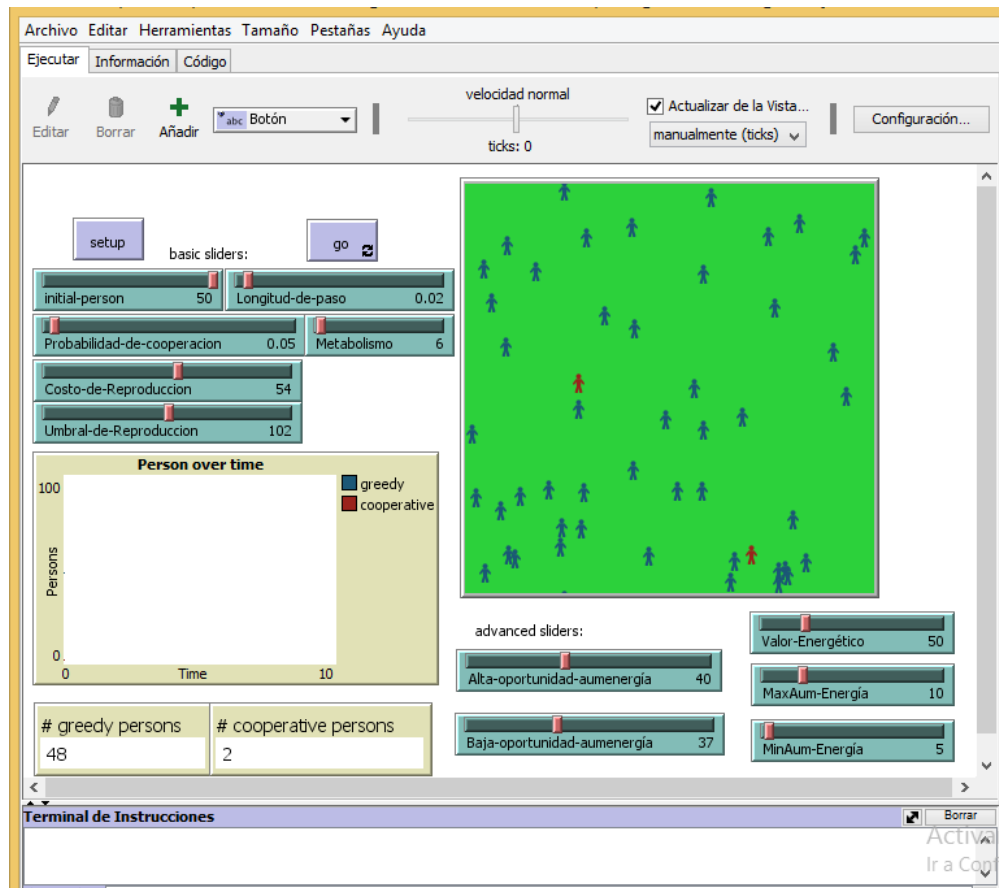 Archivo Editar Herramientas Tamaño Pestañas Ayuda
Ejecutar Información Código
velocidad normal
Editar Borrar Añadir abc Botón
ticks: 0
Actualizar de la Vista...
manualmente (ticks)
Configuración...
setup
go
basic sliders:
initial-person 50 Longitud-de-paso 0.02
Probabilidad-de-cooperacion 0.05 Metabolismo 6
Costo-de-Reproduccion 54
Umbral-de-Reproduccion 102
Person over time
100
Persons
0
0 Time 10
greedy
cooperative
# greedy persons
48
# cooperative persons
2
advanced sliders:
Alta-oportunidad-aumenergía 40
Baja-oportunidad-aumenergía 37
Valor-Energético 50
MaxAum-Energía 10
MinAum-Energía 5
Terminal de Instrucciones Borrar